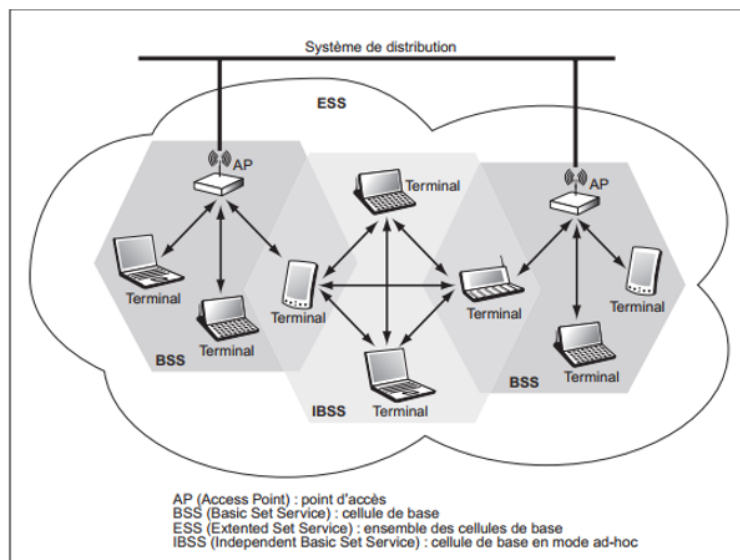 Système de distribution
ESS
AP
AP
Terminal
Terminal
Terminal
Terminal
Terminal
Terminal
Terminal
Terminal
BSS
IBSS
BSS
AP (Access Point) : point d'accès
BSS (Basic Set Service) : cellule de base
ESS (Extented Set Service) : ensemble des cellules de base
IBSS (Independent Basic Set Service) : cellule de base en mode ad-hoc